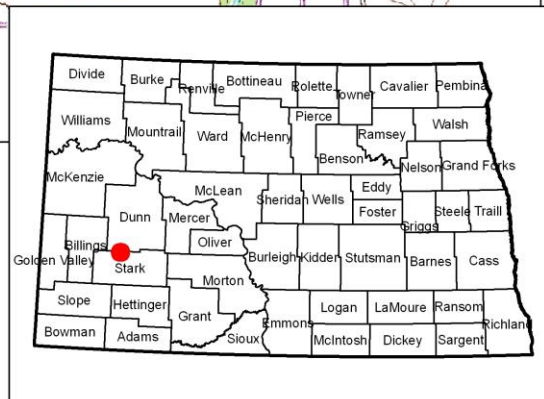 Divide
Burke
Renville
Bottineau
Rolette
Towner
Cavalier
Pembina
Williams
Mountrail
Ward
McHenry
Pierce
Ramsey
Walsh
Benson
Nelson
Grand Forks
McKenzie
McLean
Sheridan
Wells
Eddy
Foster
Dunn
Mercer
Oliver
Griggs
Steele
Traill
Billings
Golden Valley
Stark
Morton
Burleigh
Kidder
Stutsman
Barnes
Cass
Slope
Hettinger
Grant
Emmons
Logan
LaMoure
Ransom
Richland
Bowman
Adams
Sioux
McIntosh
Dickey
Sargent